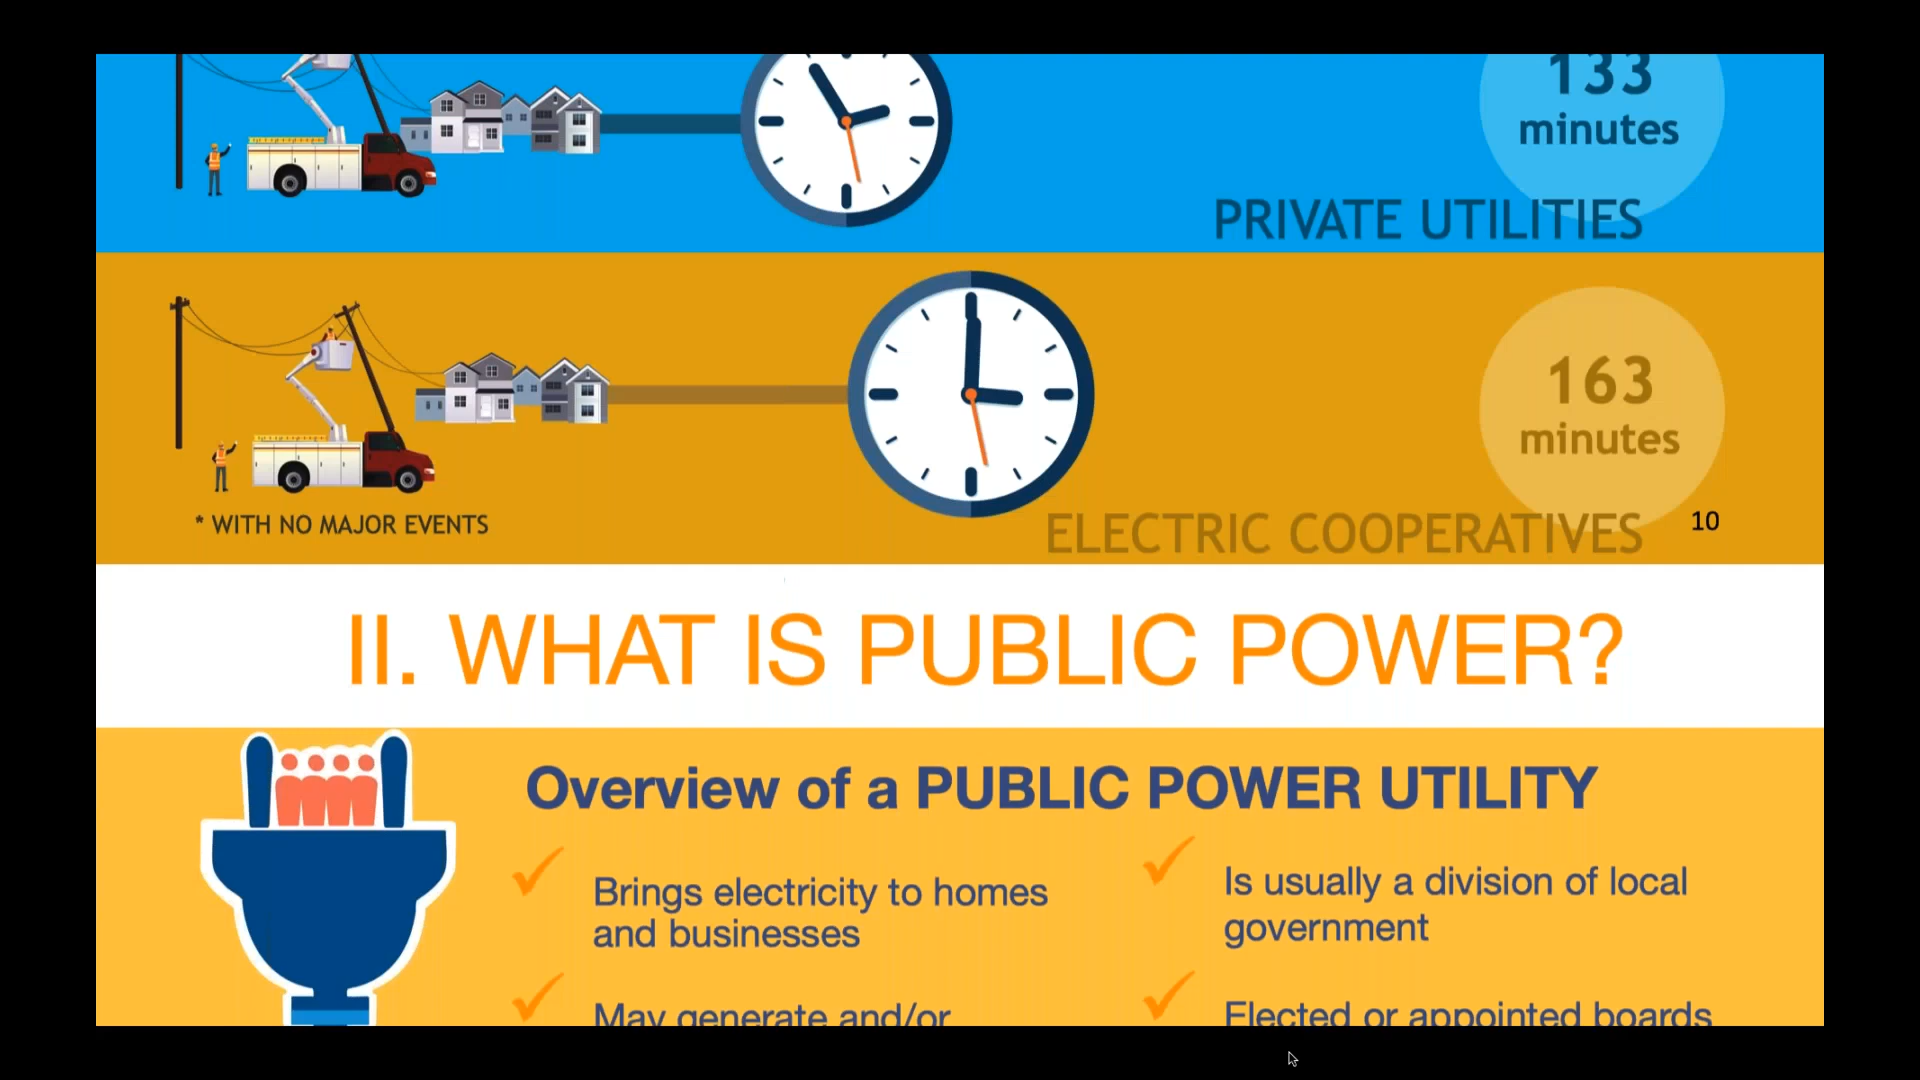 133
minutes
PRIVATE UTILITIES
163
minutes
* WITH NO MAJOR EVENTS
ELECTRIC COOPERATIVES
10
II. WHAT IS PUBLIC POWER?
Overview of a PUBLIC POWER UTILITY
Brings electricity to homes
and businesses
Is usually a division of local
government
May generate and/or
Elected or appointed boards